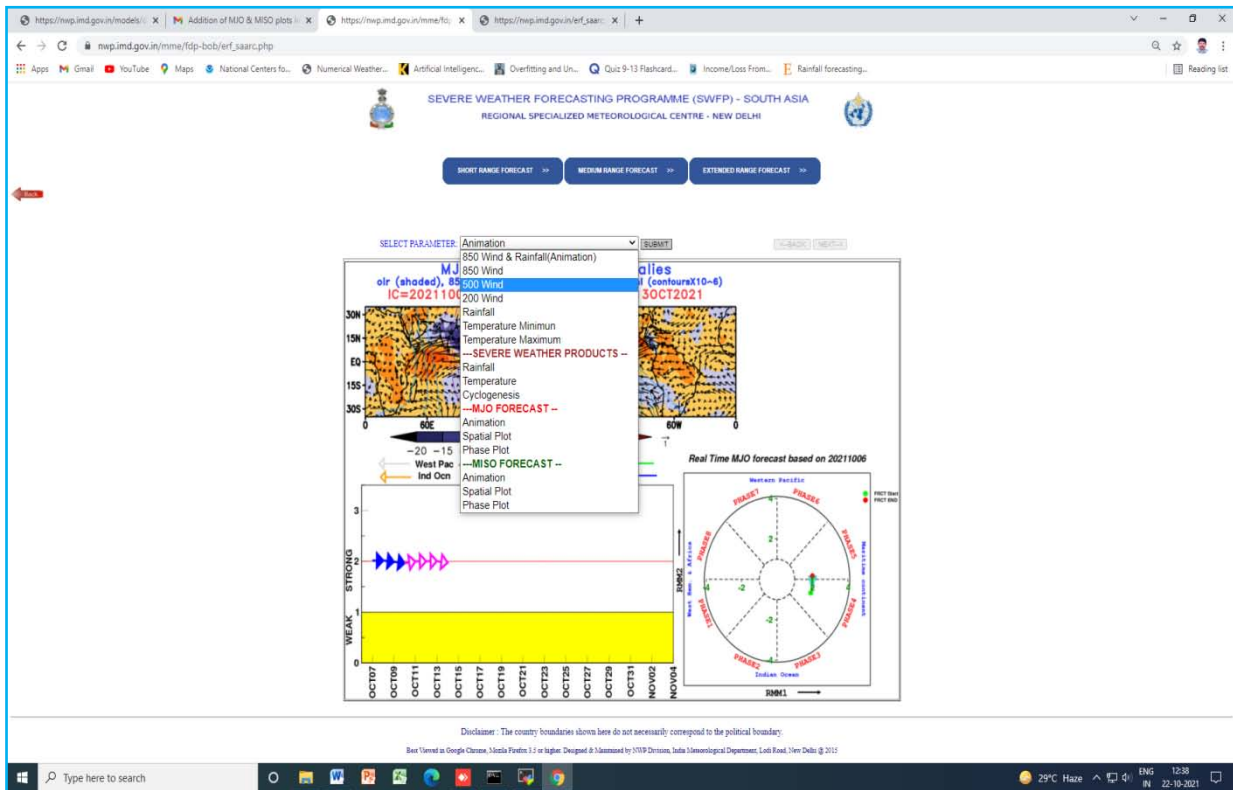 https://nwp.imd.gov.in/models/
Addition of MJO & MISO plots i
https://nwp.imd.gov.in/mme/fdp
https://nwp.imd.gov.in/erf_saarc
nwp.imd.gov.in/mme/fdp-bob/erf_saarc.php
Apps Gmail YouTube Maps National Centers fo... Numerical Weather... Artificial Intelligenc... Overfitting and Un... Quiz 9-13 Flashcard... Income/Loss From... Rainfall forecasting... Reading list
SEVERE WEATHER FORECASTING PROGRAMME (SWFP) - SOUTH ASIA
REGIONAL SPECIALIZED METEOROLOGICAL CENTRE - NEW DELHI
SHORT RANGE FORECAST >> MEDIUM RANGE FORECAST >> EXTENDED RANGE FORECAST >>
Back
SELECT PARAMETER: Animation SUBMIT <--BACK NEXT-->
850 Wind & Rainfall(Animation)
850 Wind
500 Wind
200 Wind
Rainfall
Temperature Minimun
Temperature Maximum
---SEVERE WEATHER PRODUCTS --
Rainfall
Temperature
Cyclogenesis
---MJO FORECAST --
Animation
Spatial Plot
Phase Plot
---MISO FORECAST --
Animation
Spatial Plot
Phase Plot
MJ alies
olr (shaded), 85 (contoursX10-6)
IC=2021100 3OCT2021
30N
15N
EQ
15S
30S
0 60E 60W 0
-20 -15
1
West Pac
Ind Ocn
3
2
1
0
STRONG
WEAK
OCT07 OCT09 OCT11 OCT13 OCT15 OCT17 OCT19 OCT21 OCT23 OCT25 OCT27 OCT29 OCT31 NOV02 NOV04
Real Time MJO forecast based on 20211006
Western Pacific
FRCT Start
FRCT END
PHASE7 PHASE6
PHASE8 PHASE5
PHASE1 PHASE4
PHASE2 PHASE3
4
2
-4 -2 4
-2
-4
West Hem. & Africa
Maritime continent
Indian Ocean
RMM2
RMM1
Disclaimer : The country boundaries shown here do not necessarily correspond to the political boundary.
Best Viewed in Google Chrome, Mozila Firefox 3.5 or higher. Designed & Maintained by NWP Division, India Meteorological Department, Lodi Road, New Delhi @ 2015
Type here to search
29°C Haze
ENG
IN
12:38
22-10-2021